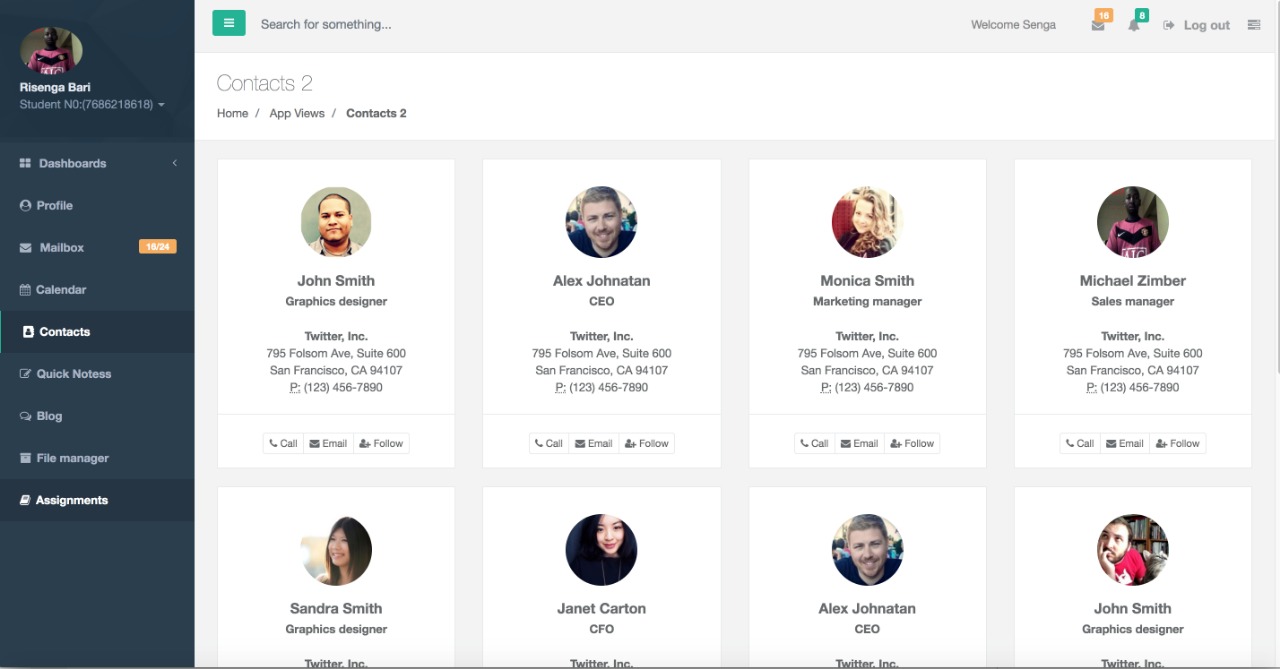 Risenga Bari
Student N0:(7686218618)
Dashboards
Profile
Mailbox 16/24
Calendar
Contacts
Quick Notess
Blog
File manager
Assignments
Search for something...
Welcome Senga 16 8 Log out
Contacts 2
Home / App Views / Contacts 2
John Smith
Graphics designer
Twitter, Inc.
795 Folsom Ave, Suite 600
San Francisco, CA 94107
P: (123) 456-7890
Call Email Follow
Alex Johnatan
CEO
Twitter, Inc.
795 Folsom Ave, Suite 600
San Francisco, CA 94107
P: (123) 456-7890
Call Email Follow
Monica Smith
Marketing manager
Twitter, Inc.
795 Folsom Ave, Suite 600
San Francisco, CA 94107
P: (123) 456-7890
Call Email Follow
Michael Zimber
Sales manager
Twitter, Inc.
795 Folsom Ave, Suite 600
San Francisco, CA 94107
P: (123) 456-7890
Call Email Follow
Sandra Smith
Graphics designer
Twitter, Inc.
Janet Carton
CFO
Twitter, Inc.
Alex Johnatan
CEO
Twitter, Inc.
John Smith
Graphics designer
Twitter, Inc.